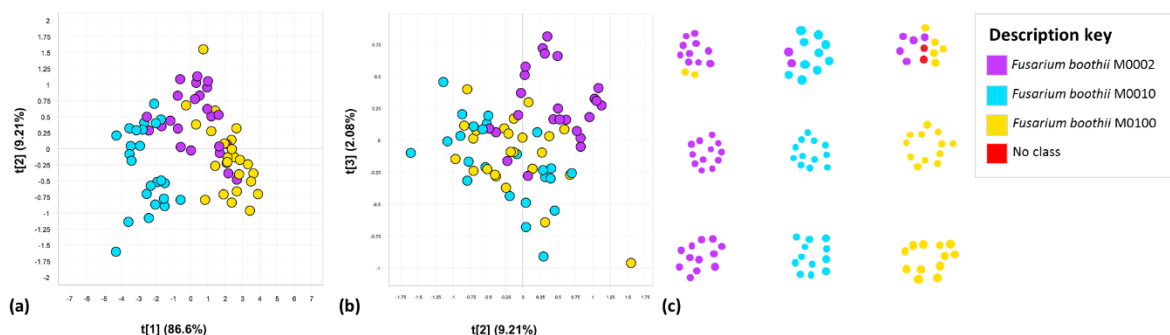 2
1.75
1.5
1.25
1
0.75
0.5
0.25
0
-0.25
-0.5
-0.75
-1
-1.25
-1.5
-1.75
-2
t[2] (9.21%)
-7 -6 -5 -4 -3 -2 -1 0 1 2 3 4 5 6 7
(a)
t[1] (86.6%)
0.75
0.5
0.25
0
-0.25
-0.5
-0.75
-1
t[3] (2.08%)
-1.75 -1.5 -1.25 -1 -0.75 -0.5 -0.25 0 0.25 0.5 0.75 1 1.25 1.5 1.75
(b)
t[2] (9.21%)
(c)
Description key
Fusarium boothii M0002
Fusarium boothii M0010
Fusarium boothii M0100
No class